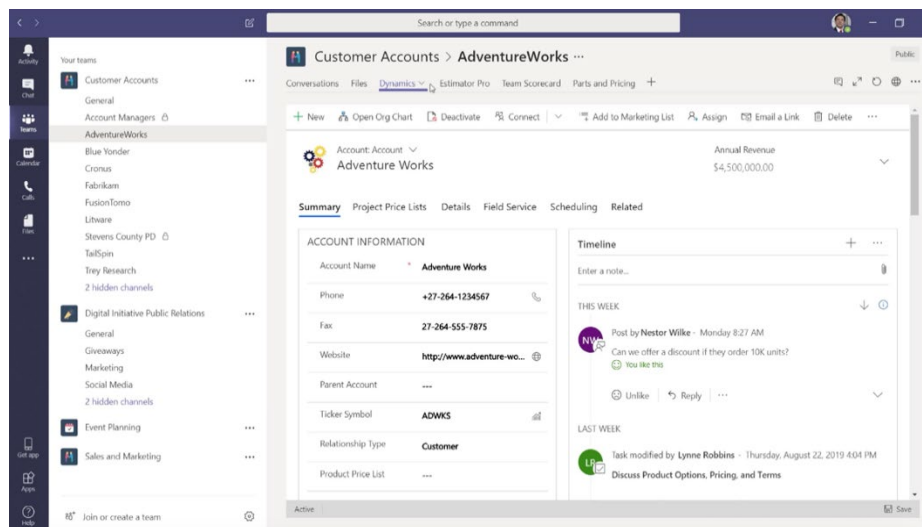 Search or type a command
Activity
Chat
Teams
Calendar
Calls
Files
Get app
Apps
Help
Your teams
Customer Accounts
General
Account Managers
AdventureWorks
Blue Yonder
Cronus
Fabrikam
FusionTomo
Litware
Stevens County PD
TailSpin
Trey Research
2 hidden channels
Digital Initiative Public Relations
General
Giveaways
Marketing
Social Media
2 hidden channels
Event Planning
Sales and Marketing
Join or create a team
Customer Accounts > AdventureWorks ...
Public
Conversations Files Dynamics Estimator Pro Team Scorecard Parts and Pricing +
+ New Open Org Chart Deactivate Connect Add to Marketing List Assign Email a Link Delete ...
Account: Account
Adventure Works
Annual Revenue
$4,500,000.00
Summary Project Price Lists Details Field Service Scheduling Related
ACCOUNT INFORMATION
Account Name * Adventure Works
Phone +27-264-1234567
Fax 27-264-555-7875
Website http://www.adventure-wo...
Parent Account ---
Ticker Symbol ADWKS
Relationship Type Customer
Product Price List ---
Timeline
Enter a note...
THIS WEEK
NW
Post by Nestor Wilke - Monday 8:27 AM
Can we offer a discount if they order 10K units?
You like this
Unlike Reply ...
LAST WEEK
LR
Task modified by Lynne Robbins - Thursday, August 22, 2019 4:04 PM
Discuss Product Options, Pricing, and Terms
Active
Save